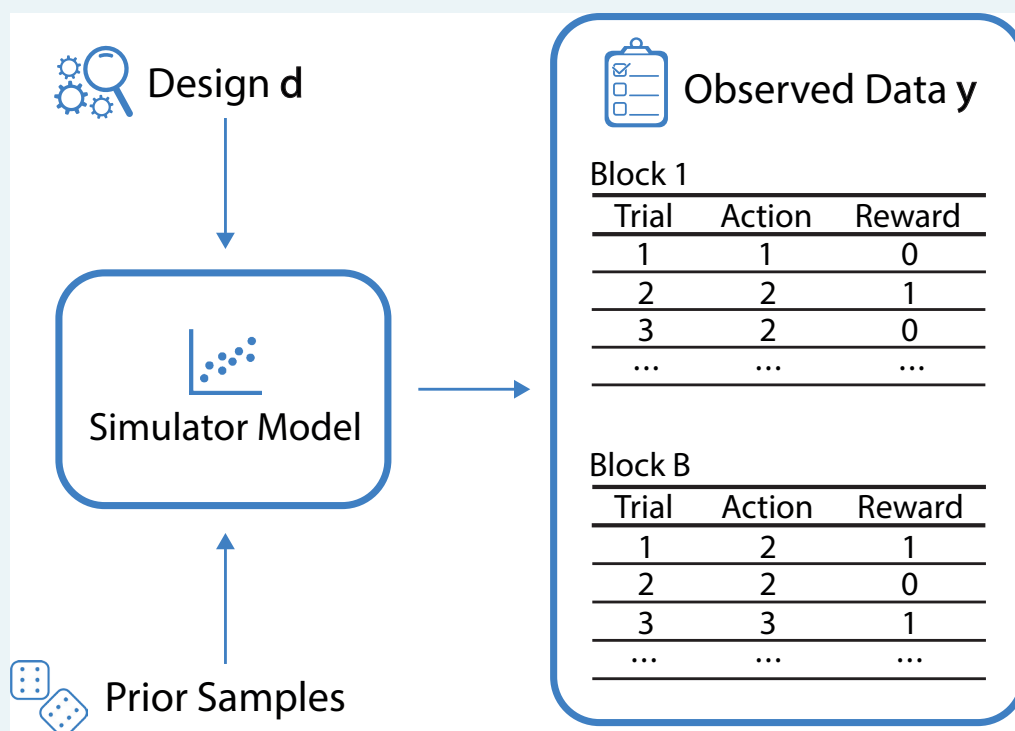 Design d
Simulator Model
Prior Samples
Observed Data y
Block 1
Trial Action Reward
1 1 0
2 2 1
3 2 0
... ... ...
Block B
Trial Action Reward
1 2 1
2 2 0
3 3 1
... ... ...